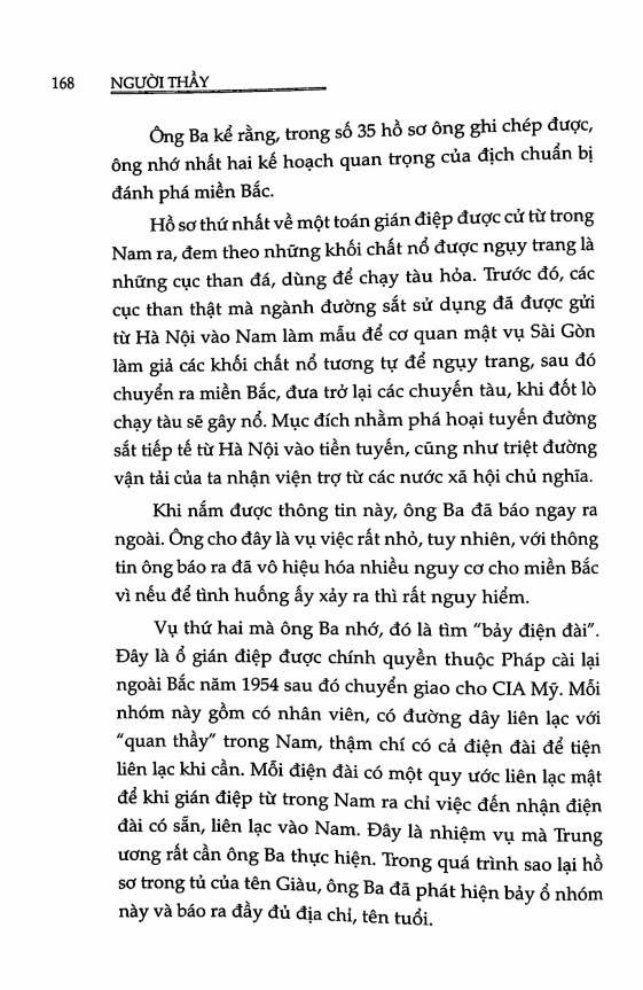 168 NGƯỜI THẦY
Ông Ba kể rằng, trong số 35 hồ sơ ông ghi chép được,
ông nhớ nhất hai kế hoạch quan trọng của địch chuẩn bị
đánh phá miền Bắc.
Hồ sơ thứ nhất về một toán gián điệp được cử từ trong
Nam ra, đem theo những khối chất nổ được ngụy trang là
những cục than đá, dùng để chạy tàu hỏa. Trước đó, các
cục than thật mà ngành đường sắt sử dụng đã được gửi
từ Hà Nội vào Nam làm mẫu để cơ quan mật vụ Sài Gòn
làm giả các khối chất nổ tương tự để ngụy trang, sau đó
chuyển ra miền Bắc, đưa trở lại các chuyến tàu, khi đốt lò
chạy tàu sẽ gây nổ. Mục đích nhằm phá hoại tuyến đường
sắt tiếp tế từ Hà Nội vào tiền tuyến, cũng như triệt đường
vận tải của ta nhận viện trợ từ các nước xã hội chủ nghĩa.
Khi nắm được thông tin này, ông Ba đã báo ngay ra
ngoài. Ông cho đây là vụ việc rất nhỏ, tuy nhiên, với thông
tin ông báo ra đã vô hiệu hóa nhiều nguy cơ cho miền Bắc
vì nếu để tình huống ấy xảy ra thì rất nguy hiểm.
Vụ thứ hai mà ông Ba nhớ, đó là tìm "bảy điện đài".
Đây là ổ gián điệp được chính quyền thuộc Pháp cài lại
ngoài Bắc năm 1954 sau đó chuyển giao cho CIA Mỹ. Mỗi
nhóm này gồm có nhân viên, có đường dây liên lạc với
"quan thầy" trong Nam, thậm chí có cả điện đài để tiện
liên lạc khi cần. Mỗi điện đài có một quy ước liên lạc mật
để khi gián điệp từ trong Nam ra chỉ việc đến nhận điện
đài có sẵn, liên lạc vào Nam. Đây là nhiệm vụ mà Trung
ương rất cần ông Ba thực hiện. Trong quá trình sao lại hồ
sơ trong tủ của tên Giàu, ông Ba đã phát hiện bảy ổ nhóm
này và báo ra đầy đủ địa chỉ, tên tuổi.